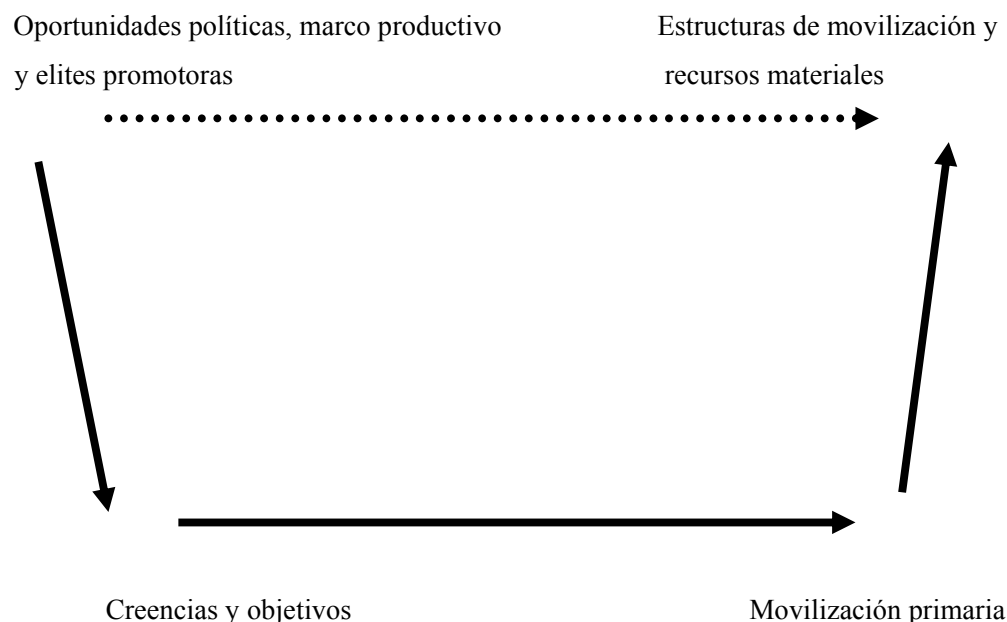 Oportunidades políticas, marco productivo
y elites promotoras
Estructuras de movilización y
recursos materiales
Creencias y objetivos
Movilización primaria